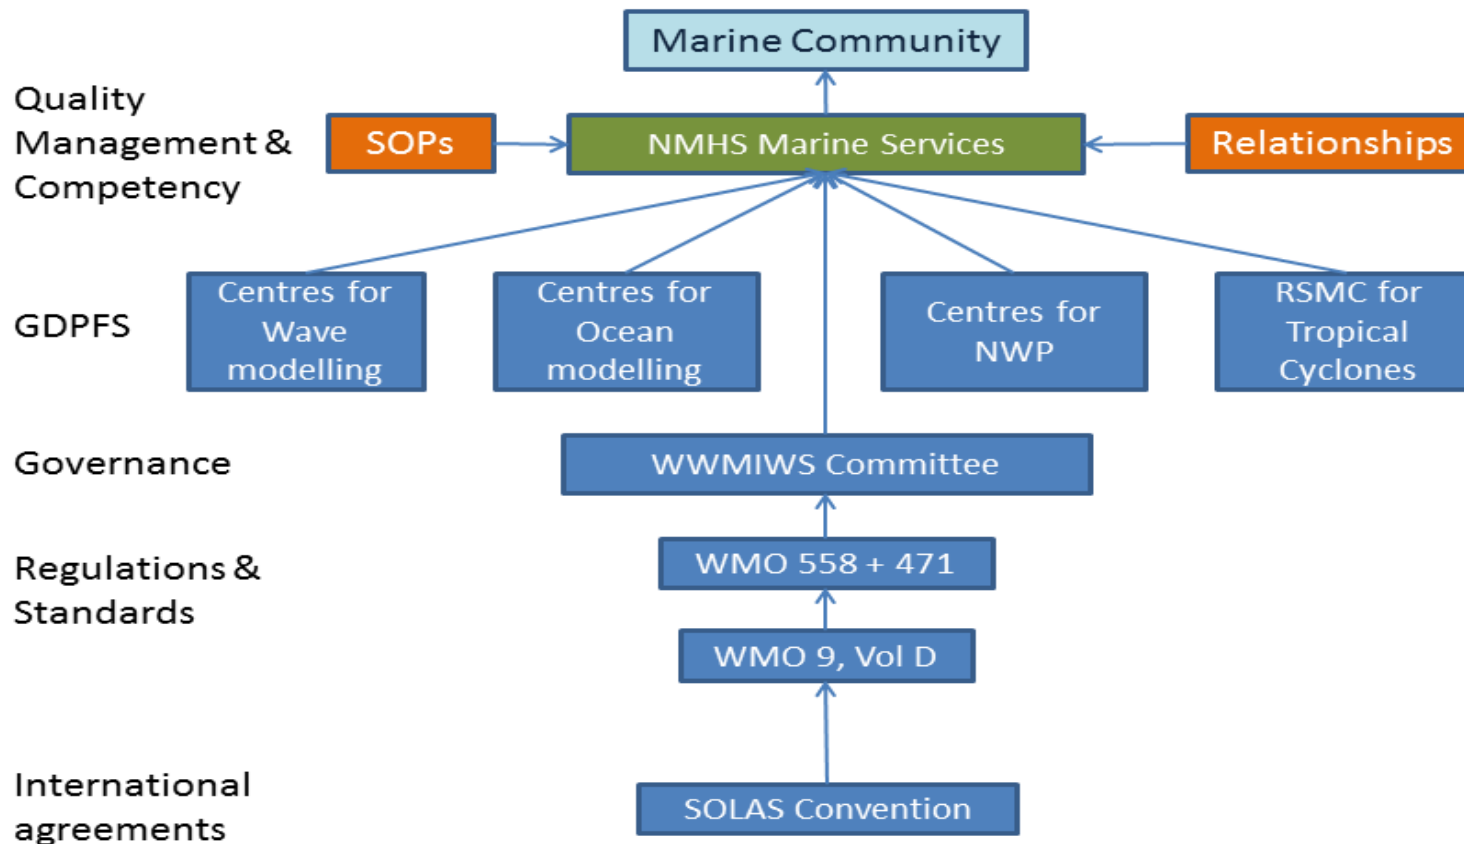 Marine Community
Quality
Management &
Competency
SOPs
NMHS Marine Services
Relationships
GDPFS
Centres for
Wave
modelling
Centres for
Ocean
modelling
Centres for
NWP
RSMC for
Tropical
Cyclones
Governance
WWMIWS Committee
Regulations &
Standards
WMO 558 + 471
WMO 9, Vol D
International
agreements
SOLAS Convention